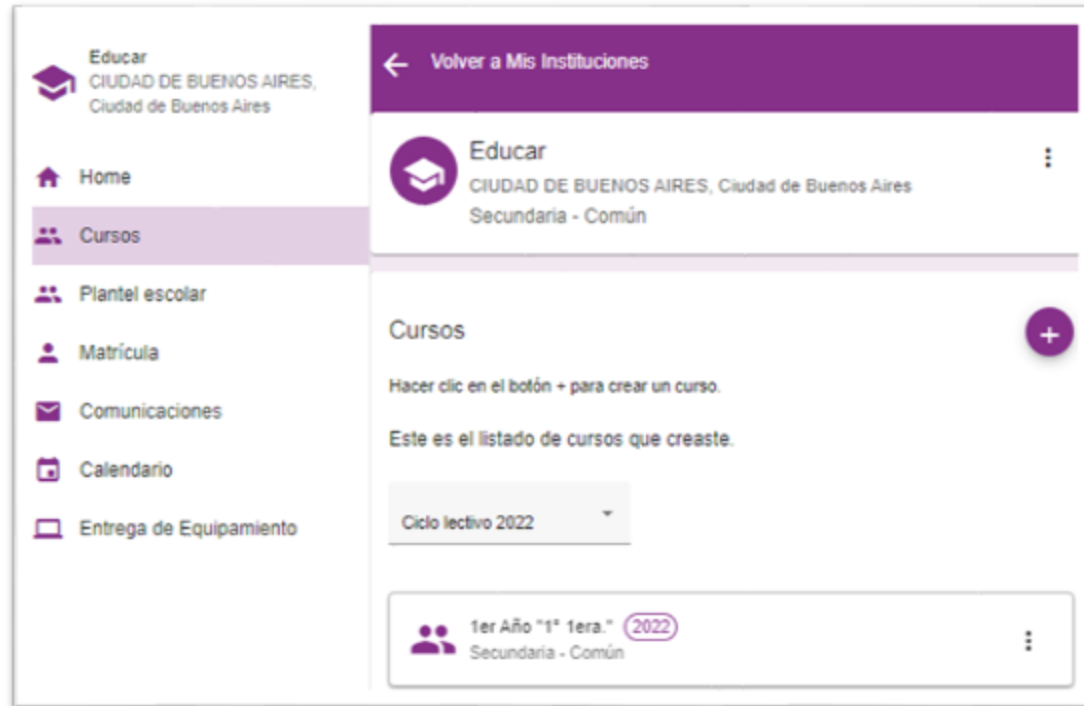 Educar
CIUDAD DE BUENOS AIRES,
Ciudad de Buenos Aires
Home
Cursos
Plantel escolar
Matrícula
Comunicaciones
Calendario
Entrega de Equipamiento
Volver a Mis Instituciones
Educar
CIUDAD DE BUENOS AIRES, Ciudad de Buenos Aires
Secundaria - Común
Cursos
Hacer clic en el botón + para crear un curso.
Este es el listado de cursos que creaste.
Ciclo lectivo 2022
1er Año "1° 1era." 2022
Secundaria - Común